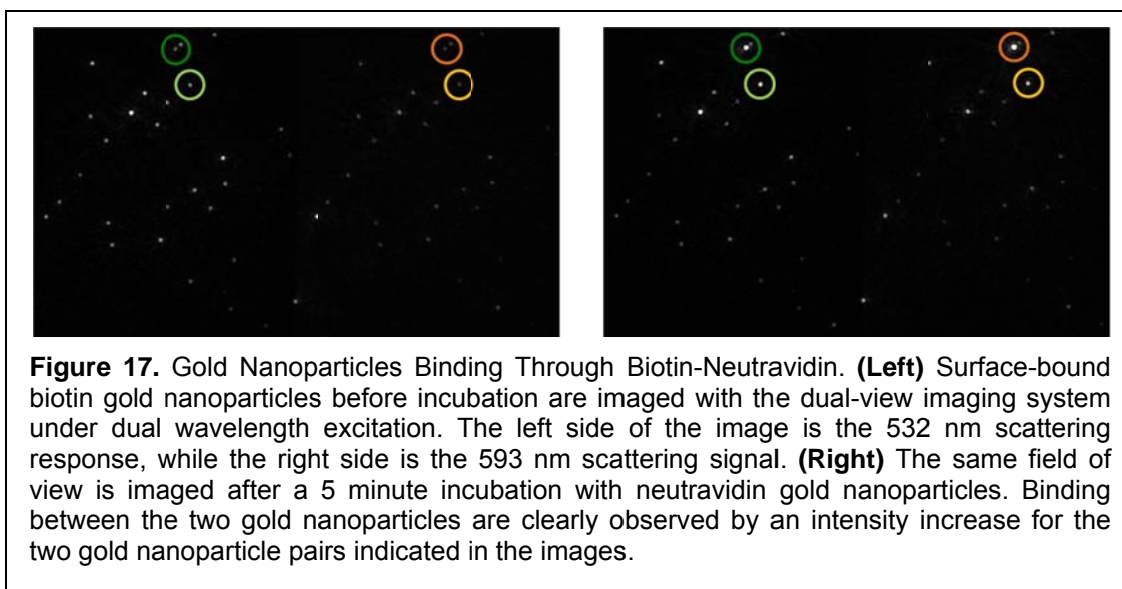 Figure 17. Gold Nanoparticles Binding Through Biotin-Neutravidin. (Left) Surface-bound
biotin gold nanoparticles before incubation are imaged with the dual-view imaging system
under dual wavelength excitation. The left side of the image is the 532 nm scattering
response, while the right side is the 593 nm scattering signal. (Right) The same field of
view is imaged after a 5 minute incubation with neutravidin gold nanoparticles. Binding
between the two gold nanoparticles are clearly observed by an intensity increase for the
two gold nanoparticle pairs indicated in the images.